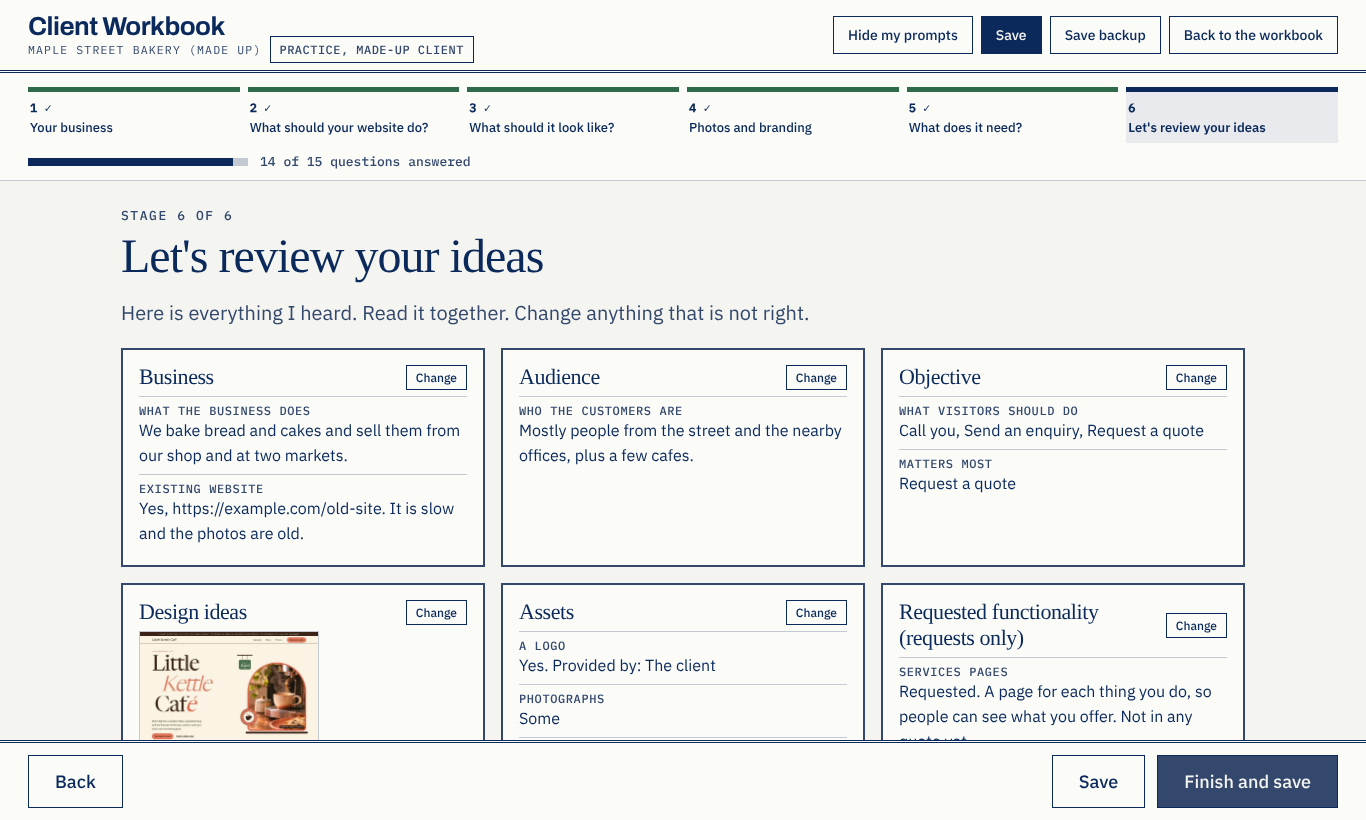 Client Workbook
MAPLE STREET BAKERY (MADE UP)
PRACTICE, MADE-UP CLIENT
Hide my prompts
Save
Save backup
Back to the workbook
1 ✓
Your business
2 ✓
What should your website do?
3 ✓
What should it look like?
4 ✓
Photos and branding
5 ✓
What does it need?
6
Let's review your ideas
14 of 15 questions answered
STAGE 6 OF 6
Let's review your ideas
Here is everything I heard. Read it together. Change anything that is not right.
Business
Change
WHAT THE BUSINESS DOES
We bake bread and cakes and sell them from
our shop and at two markets.
EXISTING WEBSITE
Yes, https://example.com/old-site. It is slow
and the photos are old.
Audience
Change
WHO THE CUSTOMERS ARE
Mostly people from the street and the nearby
offices, plus a few cafes.
Objective
Change
WHAT VISITORS SHOULD DO
Call you, Send an enquiry, Request a quote
MATTERS MOST
Request a quote
Design ideas
Change
Little
Kettle
Café
Assets
Change
A LOGO
Yes. Provided by: The client
PHOTOGRAPHS
Some
Requested functionality
(requests only)
Change
SERVICES PAGES
Requested. A page for each thing you do, so
people can see what you offer. Not in any
Back
Save
Finish and save